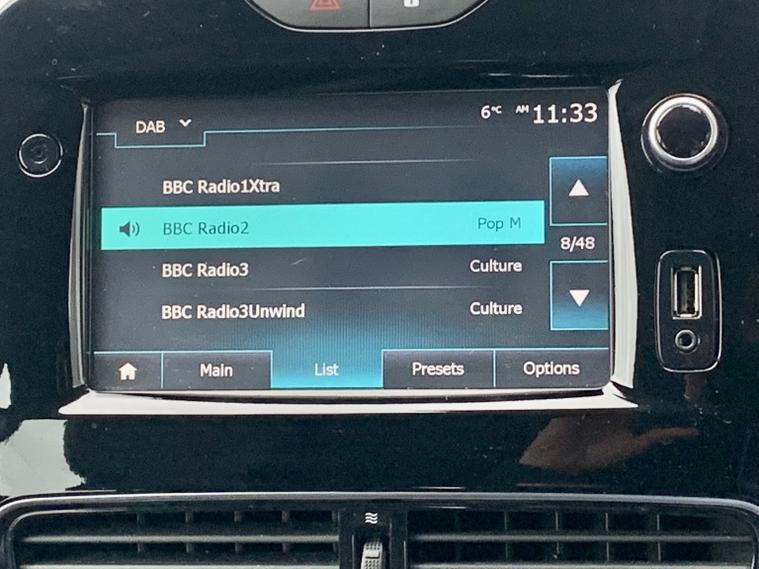 DAB 6°C AM 11:33
BBC Radio1Xtra
BBC Radio2 Pop M
8/48
BBC Radio3 Culture
BBC Radio3Unwind Culture
Main List Presets Options